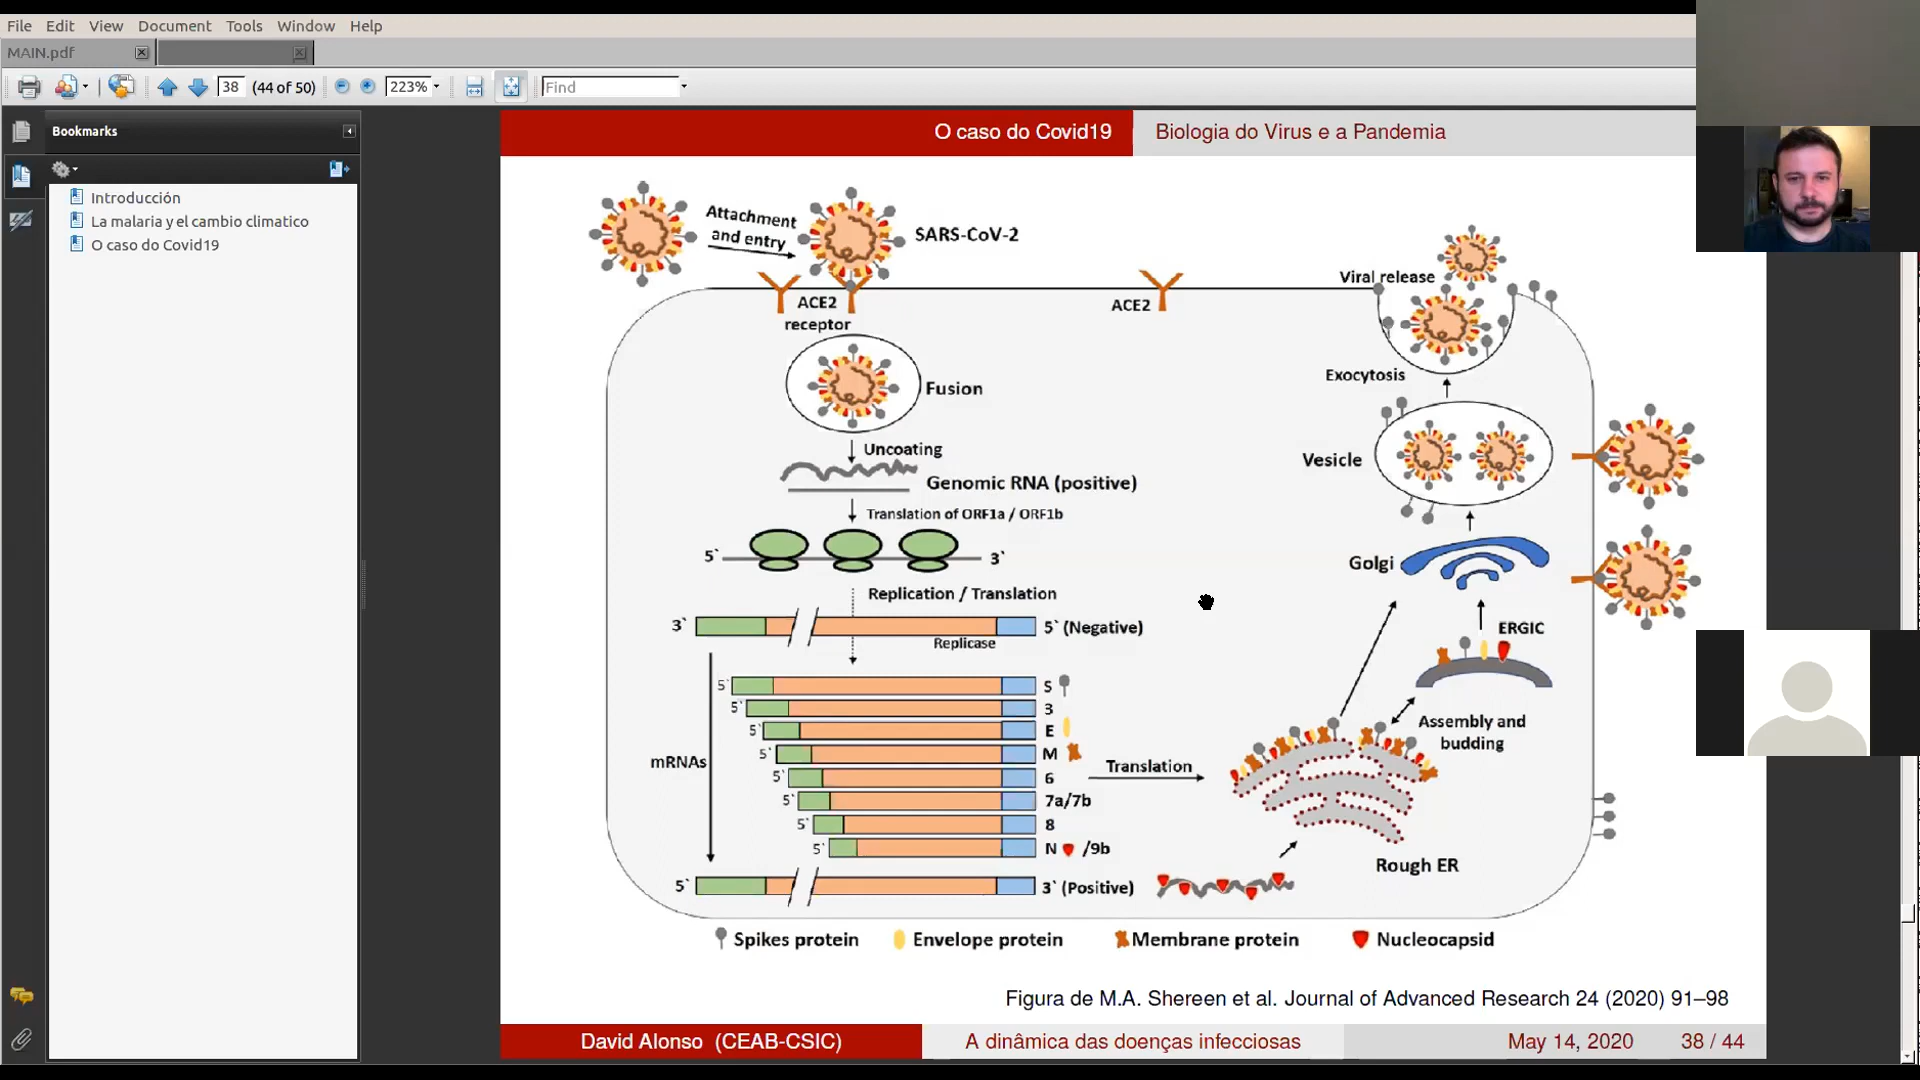 File Edit View Document Tools Window Help
MAIN.pdf
38 (44 of 50) 223% Find
Bookmarks
Introducción
La malaria y el cambio climatico
O caso do Covid19
O caso do Covid19 Biologia do Virus e a Pandemia
Attachment
and entry
SARS-CoV-2
ACE2
receptor
ACE2
Viral release
Fusion
Exocytosis
Uncoating
Vesicle
Genomic RNA (positive)
Translation of ORF1a / ORF1b
5` 3`
Golgi
Replication / Translation
3` 5` (Negative)
Replicase
ERGIC
5` S
5` 3
5` E
5` M
5` 6
5` 7a/7b
5` 8
5` N /9b
mRNAs
Translation
Assembly and
budding
Rough ER
5` 3` (Positive)
Spikes protein Envelope protein Membrane protein Nucleocapsid
Figura de M.A. Shereen et al. Journal of Advanced Research 24 (2020) 91–98
David Alonso (CEAB-CSIC) A dinâmica das doenças infecciosas May 14, 2020 38 / 44